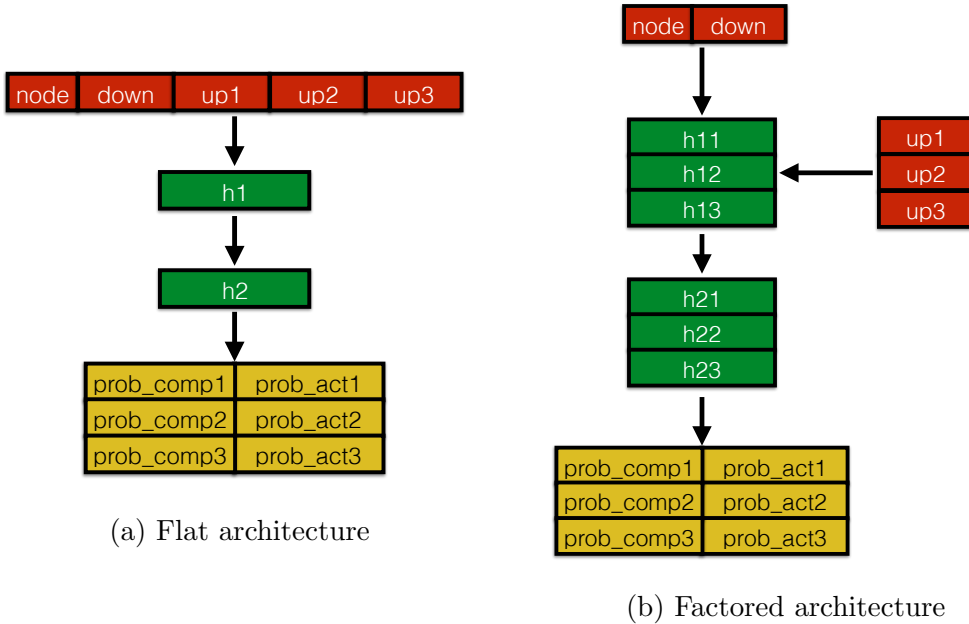 node down up1 up2 up3
h1
h2
prob_comp1 prob_act1
prob_comp2 prob_act2
prob_comp3 prob_act3
(a) Flat architecture
node down
h11
h12
h13
up1
up2
up3
h21
h22
h23
prob_comp1 prob_act1
prob_comp2 prob_act2
prob_comp3 prob_act3
(b) Factored architecture